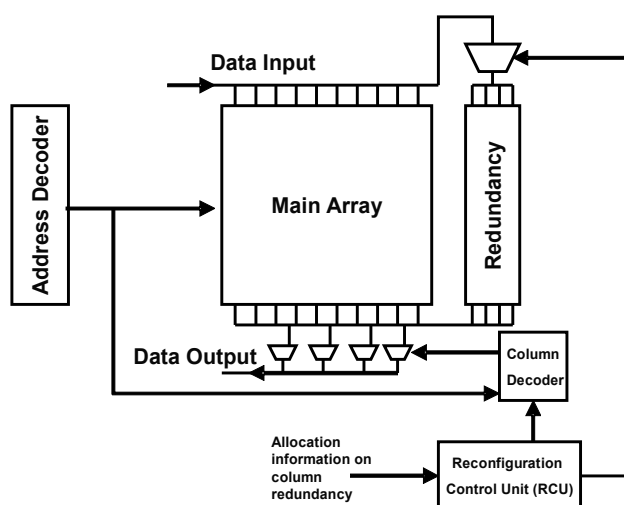 Data Input
Address Decoder
Main Array
Redundancy
Data Output
Column
Decoder
Allocation
information on
column
redundancy
Reconfiguration
Control Unit (RCU)